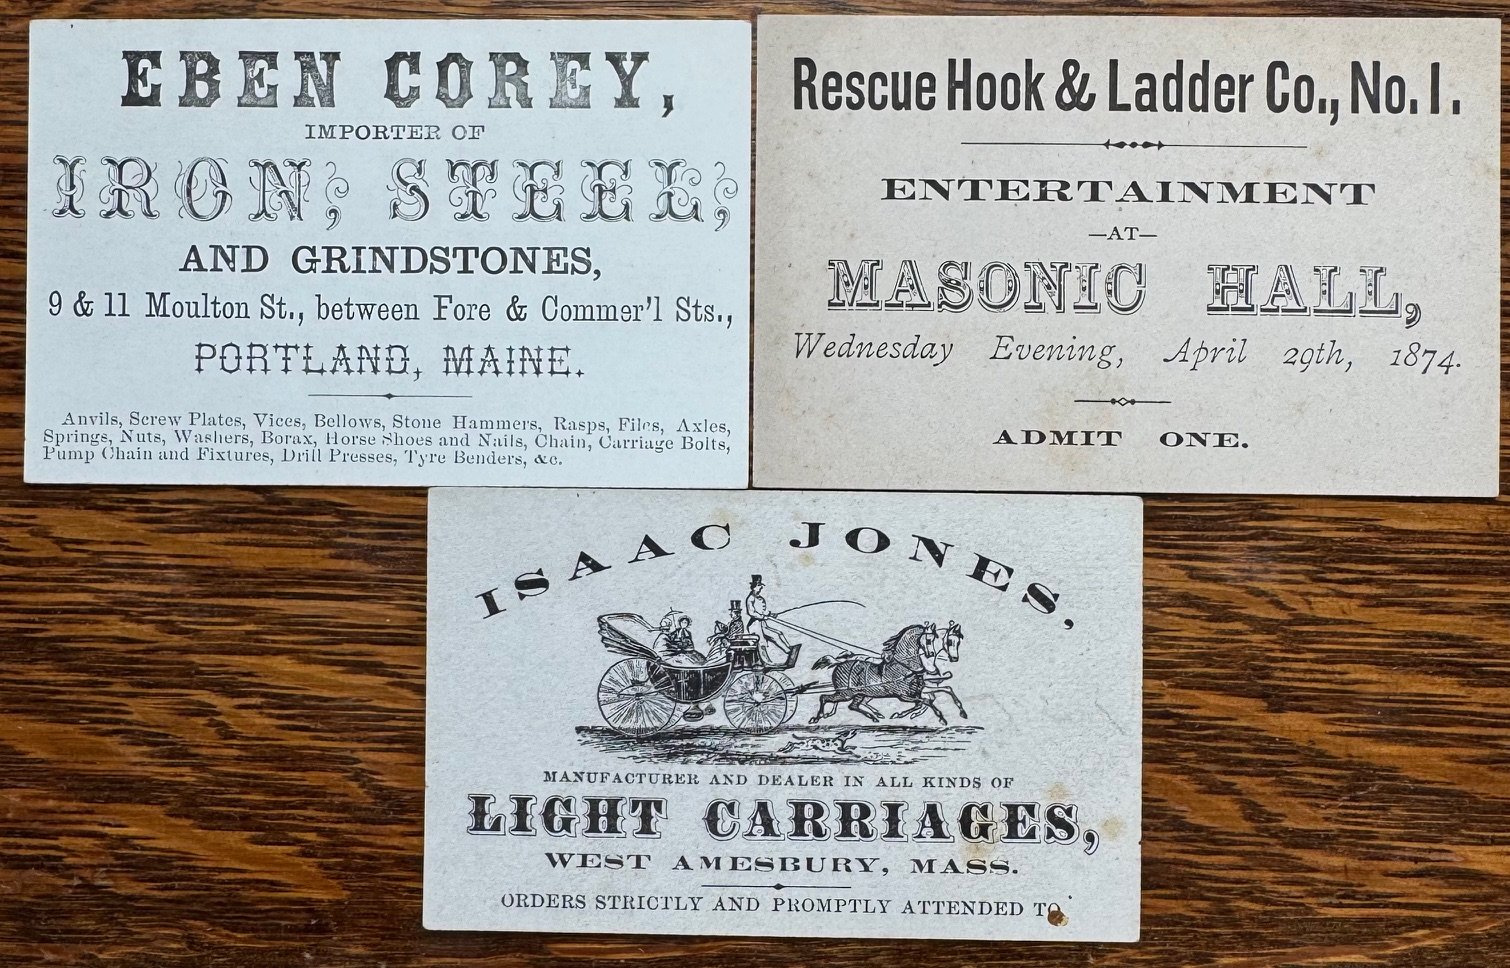 EBEN COREY,
IMPORTER OF
IRON, STEEL,
AND GRINDSTONES,
9 & 11 Moulton St., between Fore & Commer'l Sts.,
PORTLAND, MAINE.
Anvils, Screw Plates, Vices, Bellows, Stone Hammers, Rasps, Files, Axles,
Springs, Nuts, Washers, Borax, Horse Shoes and Nails, Chain, Carriage Bolts,
Pump Chain and Fixtures, Drill Presses, Tyre Benders, &c.
Rescue Hook & Ladder Co., No. 1.
ENTERTAINMENT
—AT—
MASONIC HALL,
Wednesday Evening, April 29th, 1874.
ADMIT ONE.
ISAAC JONES,
MANUFACTURER AND DEALER IN ALL KINDS OF
LIGHT CARRIAGES,
WEST AMESBURY, MASS.
ORDERS STRICTLY AND PROMPTLY ATTENDED TO.